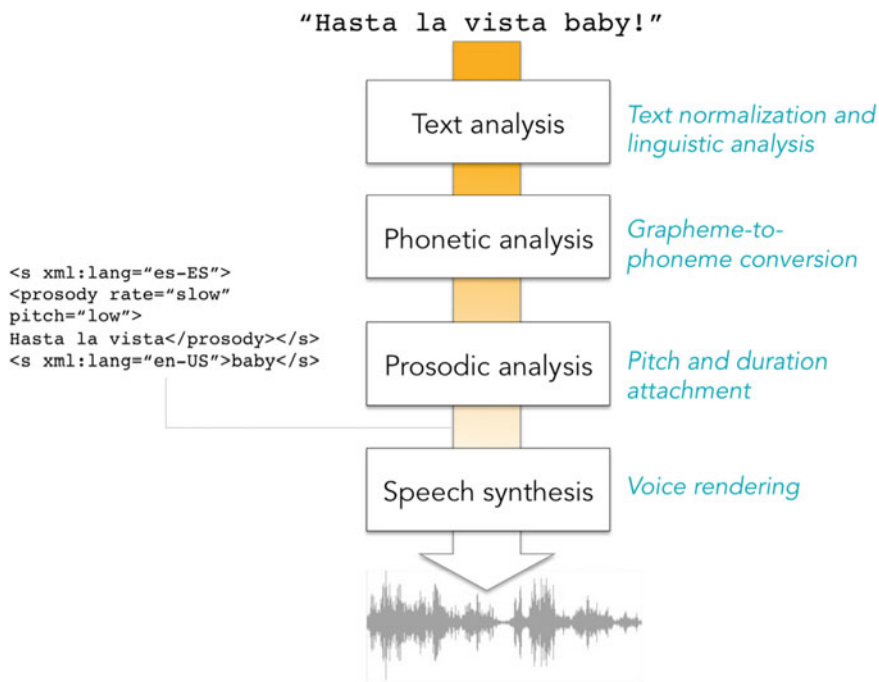 “Hasta la vista baby!”
Text analysis
Text normalization and
linguistic analysis
Phonetic analysis
Grapheme-to-
phoneme conversion
<s xml:lang=“es-ES”>
<prosody rate=“slow”
pitch=“low”>
Hasta la vista</prosody></s>
<s xml:lang=“en-US”>baby</s>
Prosodic analysis
Pitch and duration
attachment
Speech synthesis
Voice rendering